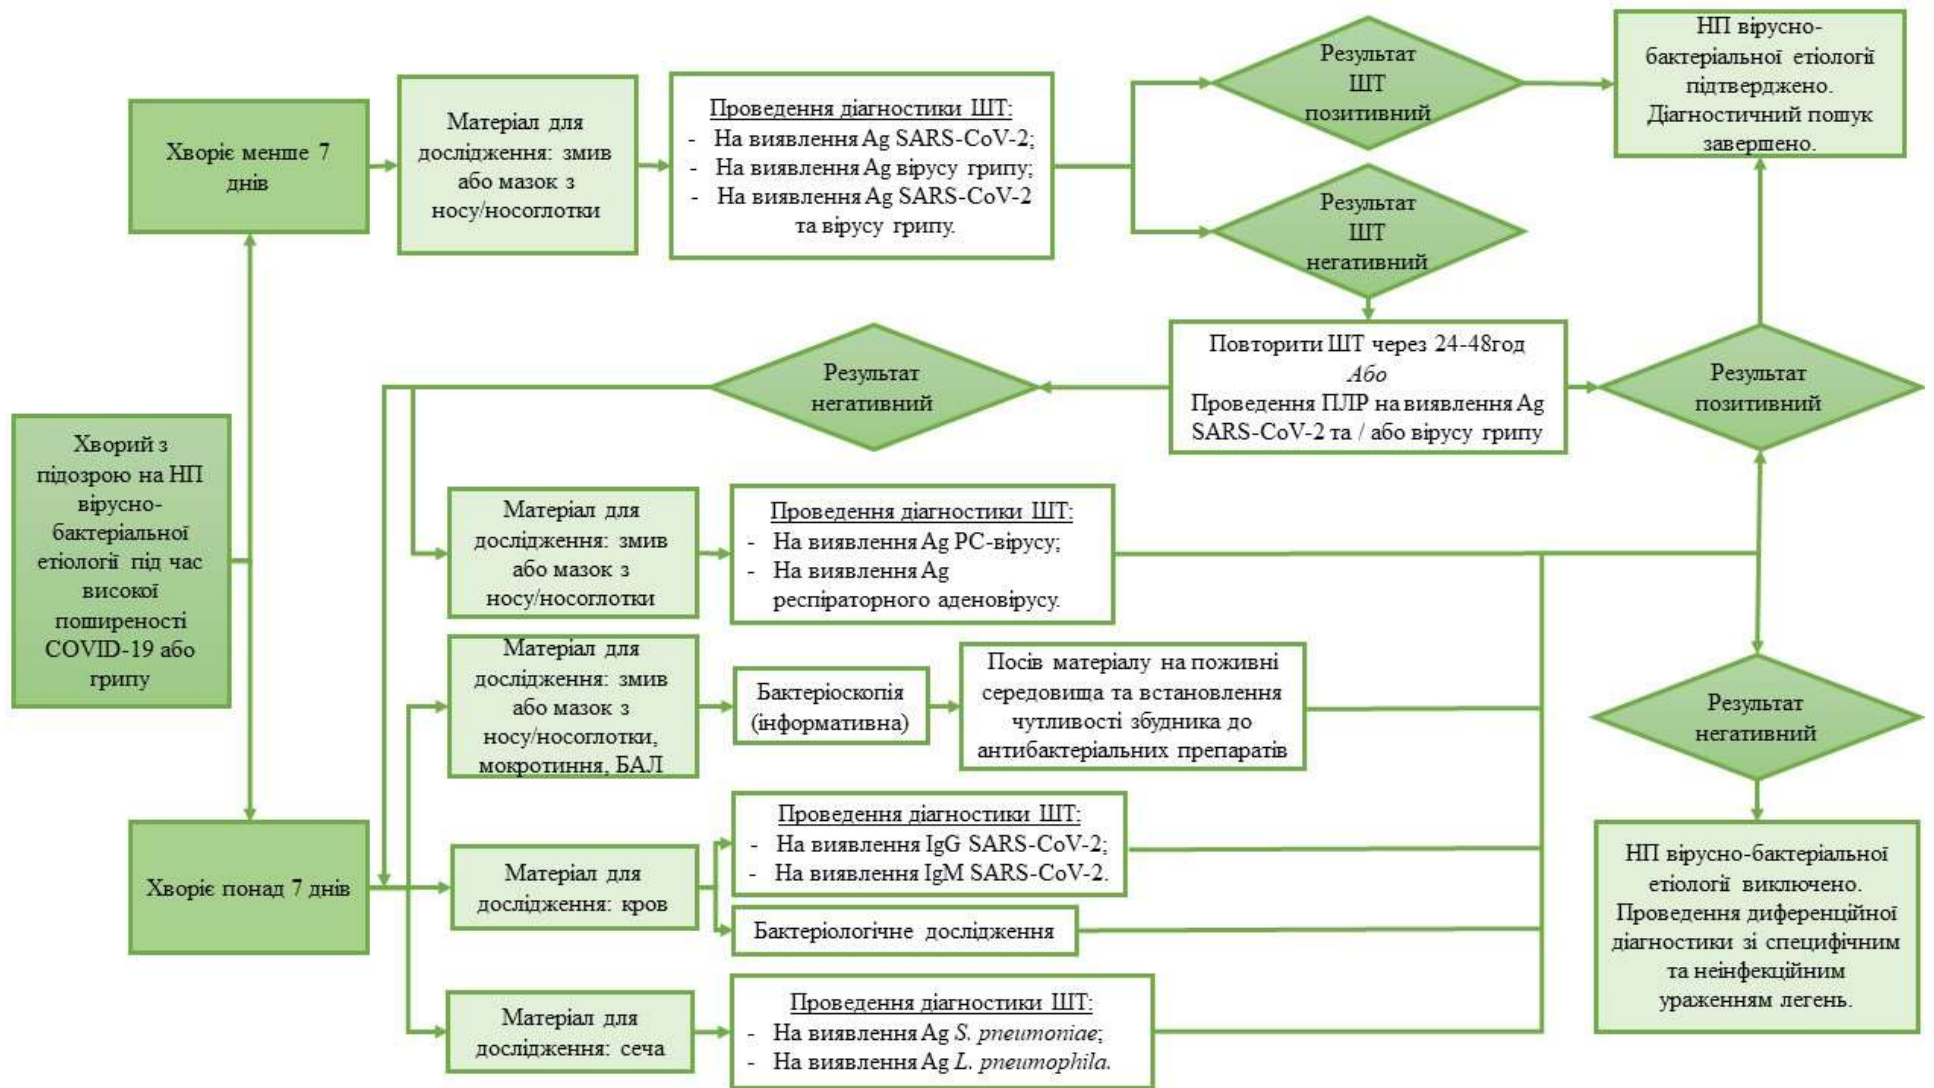 Хворий з
підозрою на НП
вірусно-
бактеріальної
етіології під час
високої
поширеності
COVID-19 або
грипу
Хворіє менше 7
днів
Матеріал для
дослідження: змив
або мазок з
носу/носоглотки
Проведення діагностики ШТ:
- На виявлення Ag SARS-CoV-2;
- На виявлення Ag вірусу грипу;
- На виявлення Ag SARS-CoV-2
та вірусу грипу.
Результат
ШТ
позитивний
НП вірусно-
бактеріальної етіології
підтверджено.
Діагностичний пошук
завершено.
Результат
ШТ
негативний
Повторити ШТ через 24-48год
Або
Проведення ПЛР на виявлення Ag
SARS-CoV-2 та / або вірусу грипу
Результат
позитивний
Результат
негативний
Матеріал для
дослідження: змив
або мазок з
носу/носоглотки
Проведення діагностики ШТ:
- На виявлення Ag РС-вірусу;
- На виявлення Ag
респіраторного аденовірусу.
Матеріал для
дослідження: змив
або мазок з
носу/носоглотки,
мокротиння, БАЛ
Бактеріоскопія
(інформативна)
Посів матеріалу на поживні
середовища та встановлення
чутливості збудника до
антибактеріальних препаратів
Результат
негативний
Хворіє понад 7 днів
Матеріал для
дослідження: кров
Проведення діагностики ШТ:
- На виявлення IgG SARS-CoV-2;
- На виявлення IgM SARS-CoV-2.
Бактеріологічне дослідження
Матеріал для
дослідження: сеча
Проведення діагностики ШТ:
- На виявлення Ag S. pneumoniae;
- На виявлення Ag L. pneumophila.
НП вірусно-бактеріальної
етіології виключено.
Проведення диференційної
діагностики зі специфічним
та неінфекційним
ураженням легень.